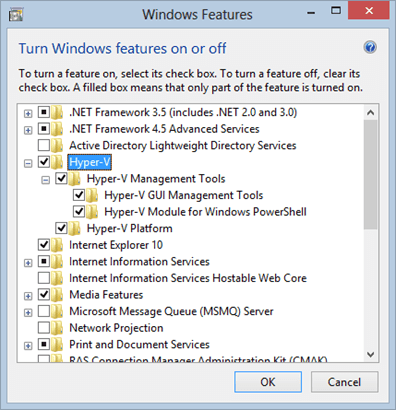 Windows Features
Turn Windows features on or off
To turn a feature on, select its check box. To turn a feature off, clear its
check box. A filled box means that only part of the feature is turned on.
.NET Framework 3.5 (includes .NET 2.0 and 3.0)
.NET Framework 4.5 Advanced Services
Active Directory Lightweight Directory Services
Hyper-V
Hyper-V Management Tools
Hyper-V GUI Management Tools
Hyper-V Module for Windows PowerShell
Hyper-V Platform
Internet Explorer 10
Internet Information Services
Internet Information Services Hostable Web Core
Media Features
Microsoft Message Queue (MSMQ) Server
Network Projection
Print and Document Services
RAS Connection Manager Administration Kit (CMAK)
OK Cancel